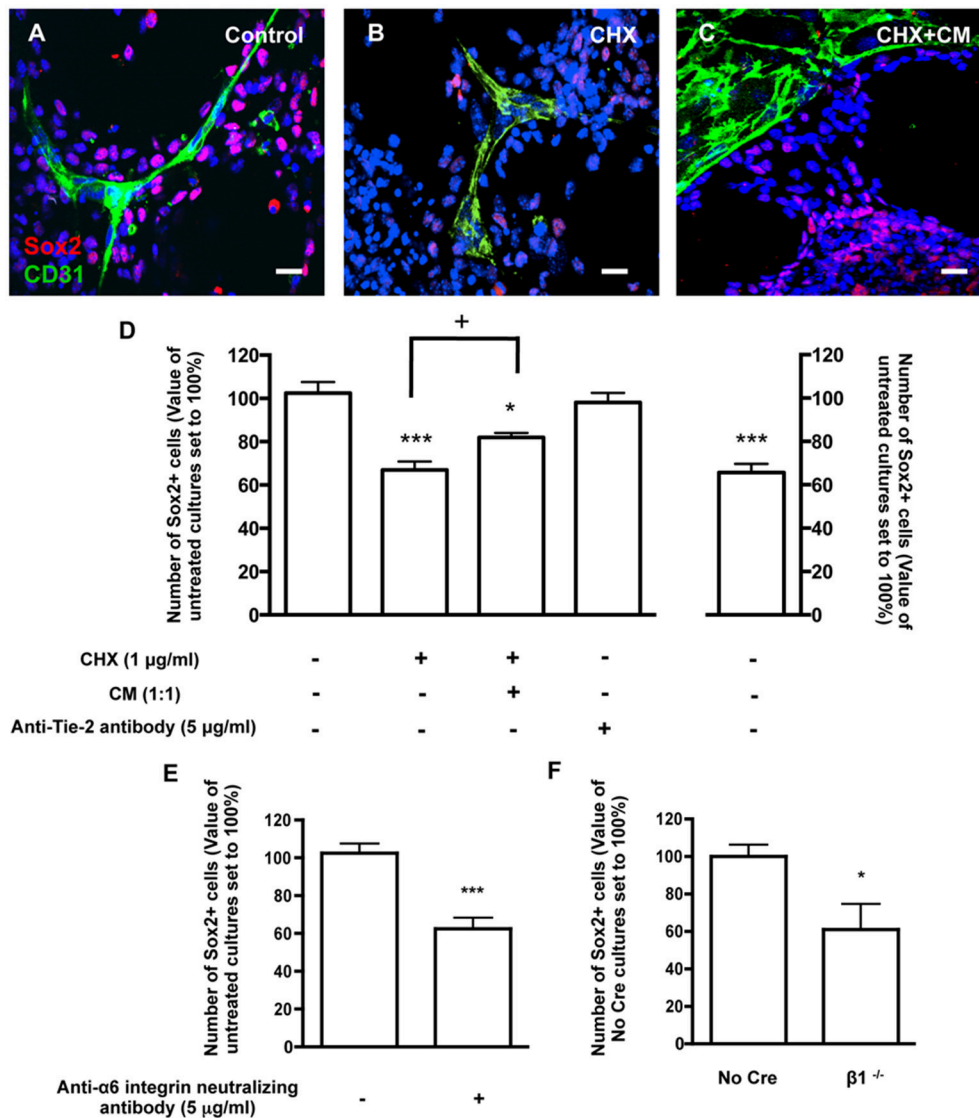 A
Control
Sox2
CD31
B
CHX
C
CHX+CM
D
Number of Sox2+ cells (Value of
untreated cultures set to 100%)
120
100
80
60
40
20
0
***
+
*
***
120
100
80
60
40
20
0
Number of Sox2+ cells (Value of
untreated cultures set to 100%)
CHX (1 µg/ml) - + + - -
CM (1:1) - - + - -
Anti-Tie-2 antibody (5 µg/ml) - - - + -
E
Number of Sox2+ cells (Value of
untreated cultures set to 100%)
120
100
80
60
40
20
0
***
Anti-α6 integrin neutralizing
antibody (5 µg/ml) - +
F
Number of Sox2+ cells (Value of
No Cre cultures set to 100%)
120
100
80
60
40
20
0
*
No Cre β1 -/-